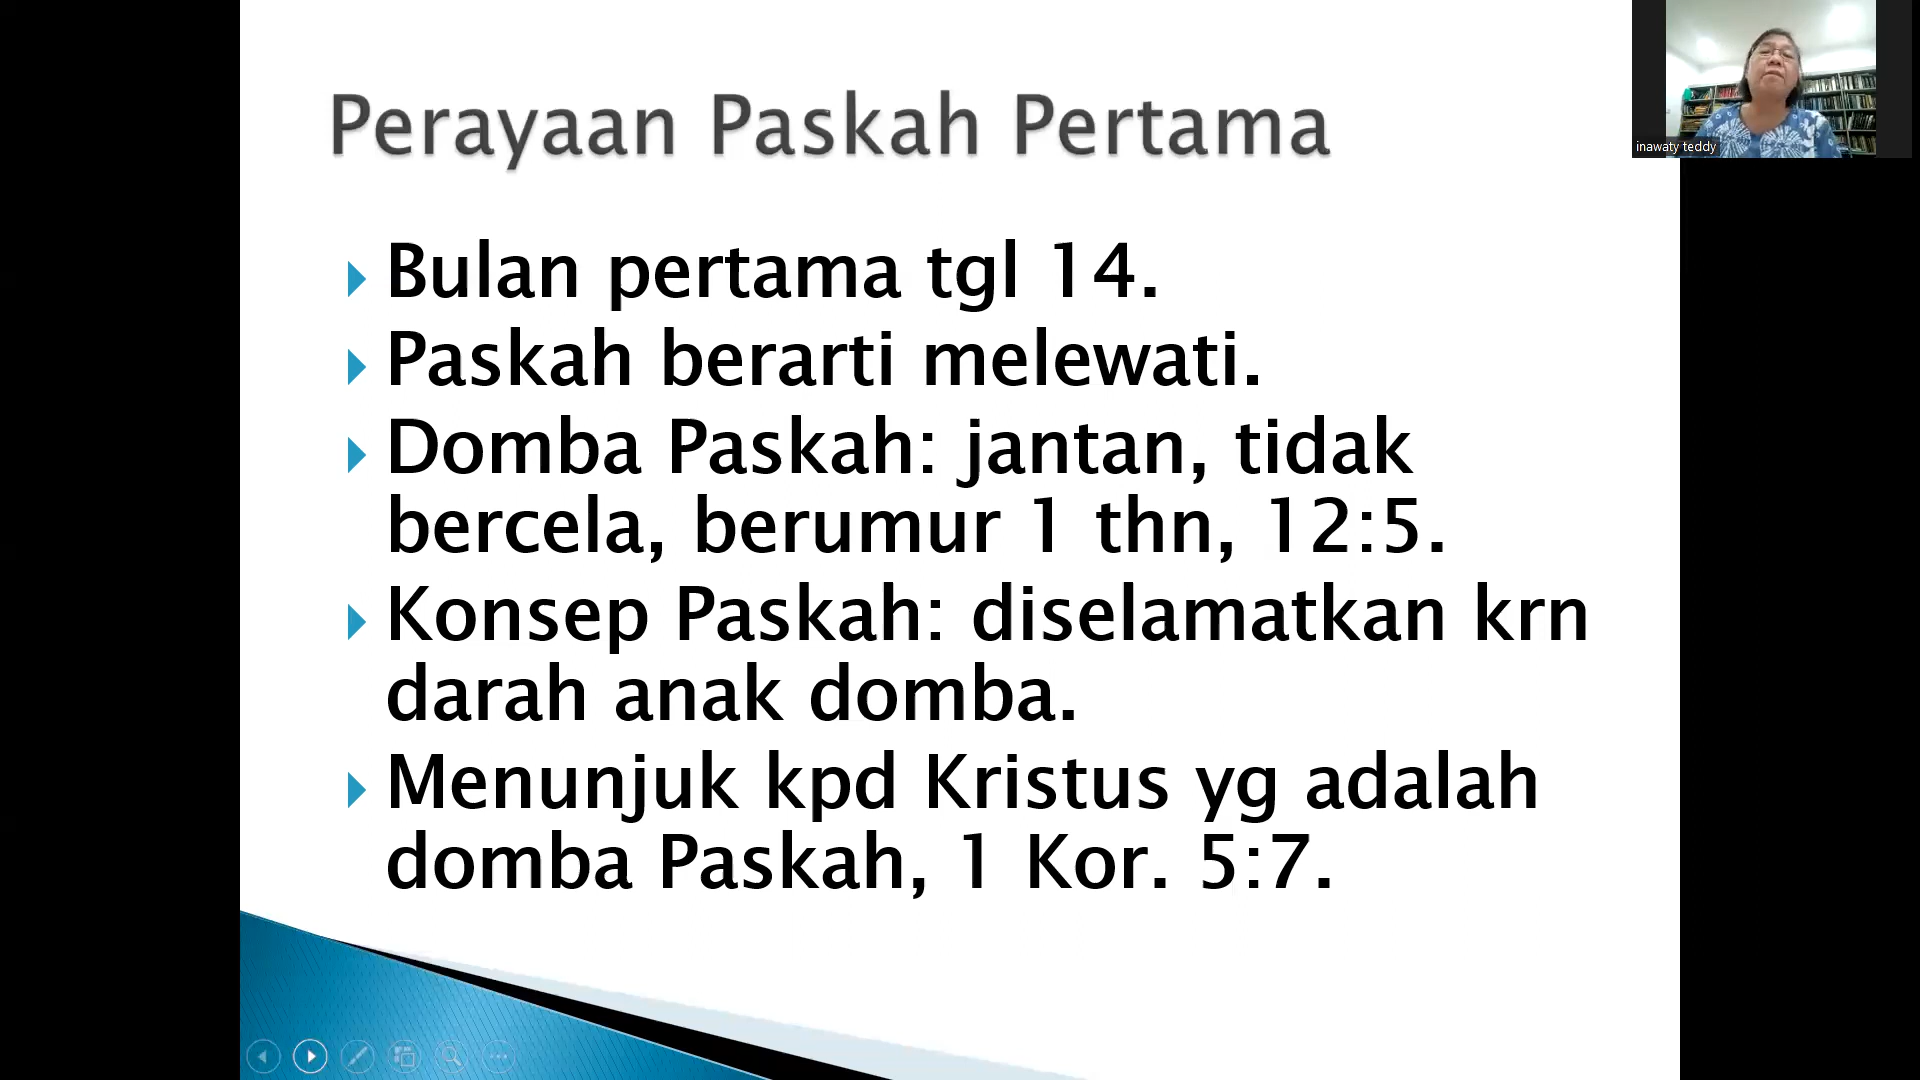 Perayaan Paskah Pertama
Bulan pertama tgl 14.
Paskah berarti melewati.
Domba Paskah: jantan, tidak
bercela, berumur 1 thn, 12:5.
Konsep Paskah: diselamatkan krn
darah anak domba.
Menunjuk kpd Kristus yg adalah
domba Paskah, 1 Kor. 5:7.
inawaty teddy